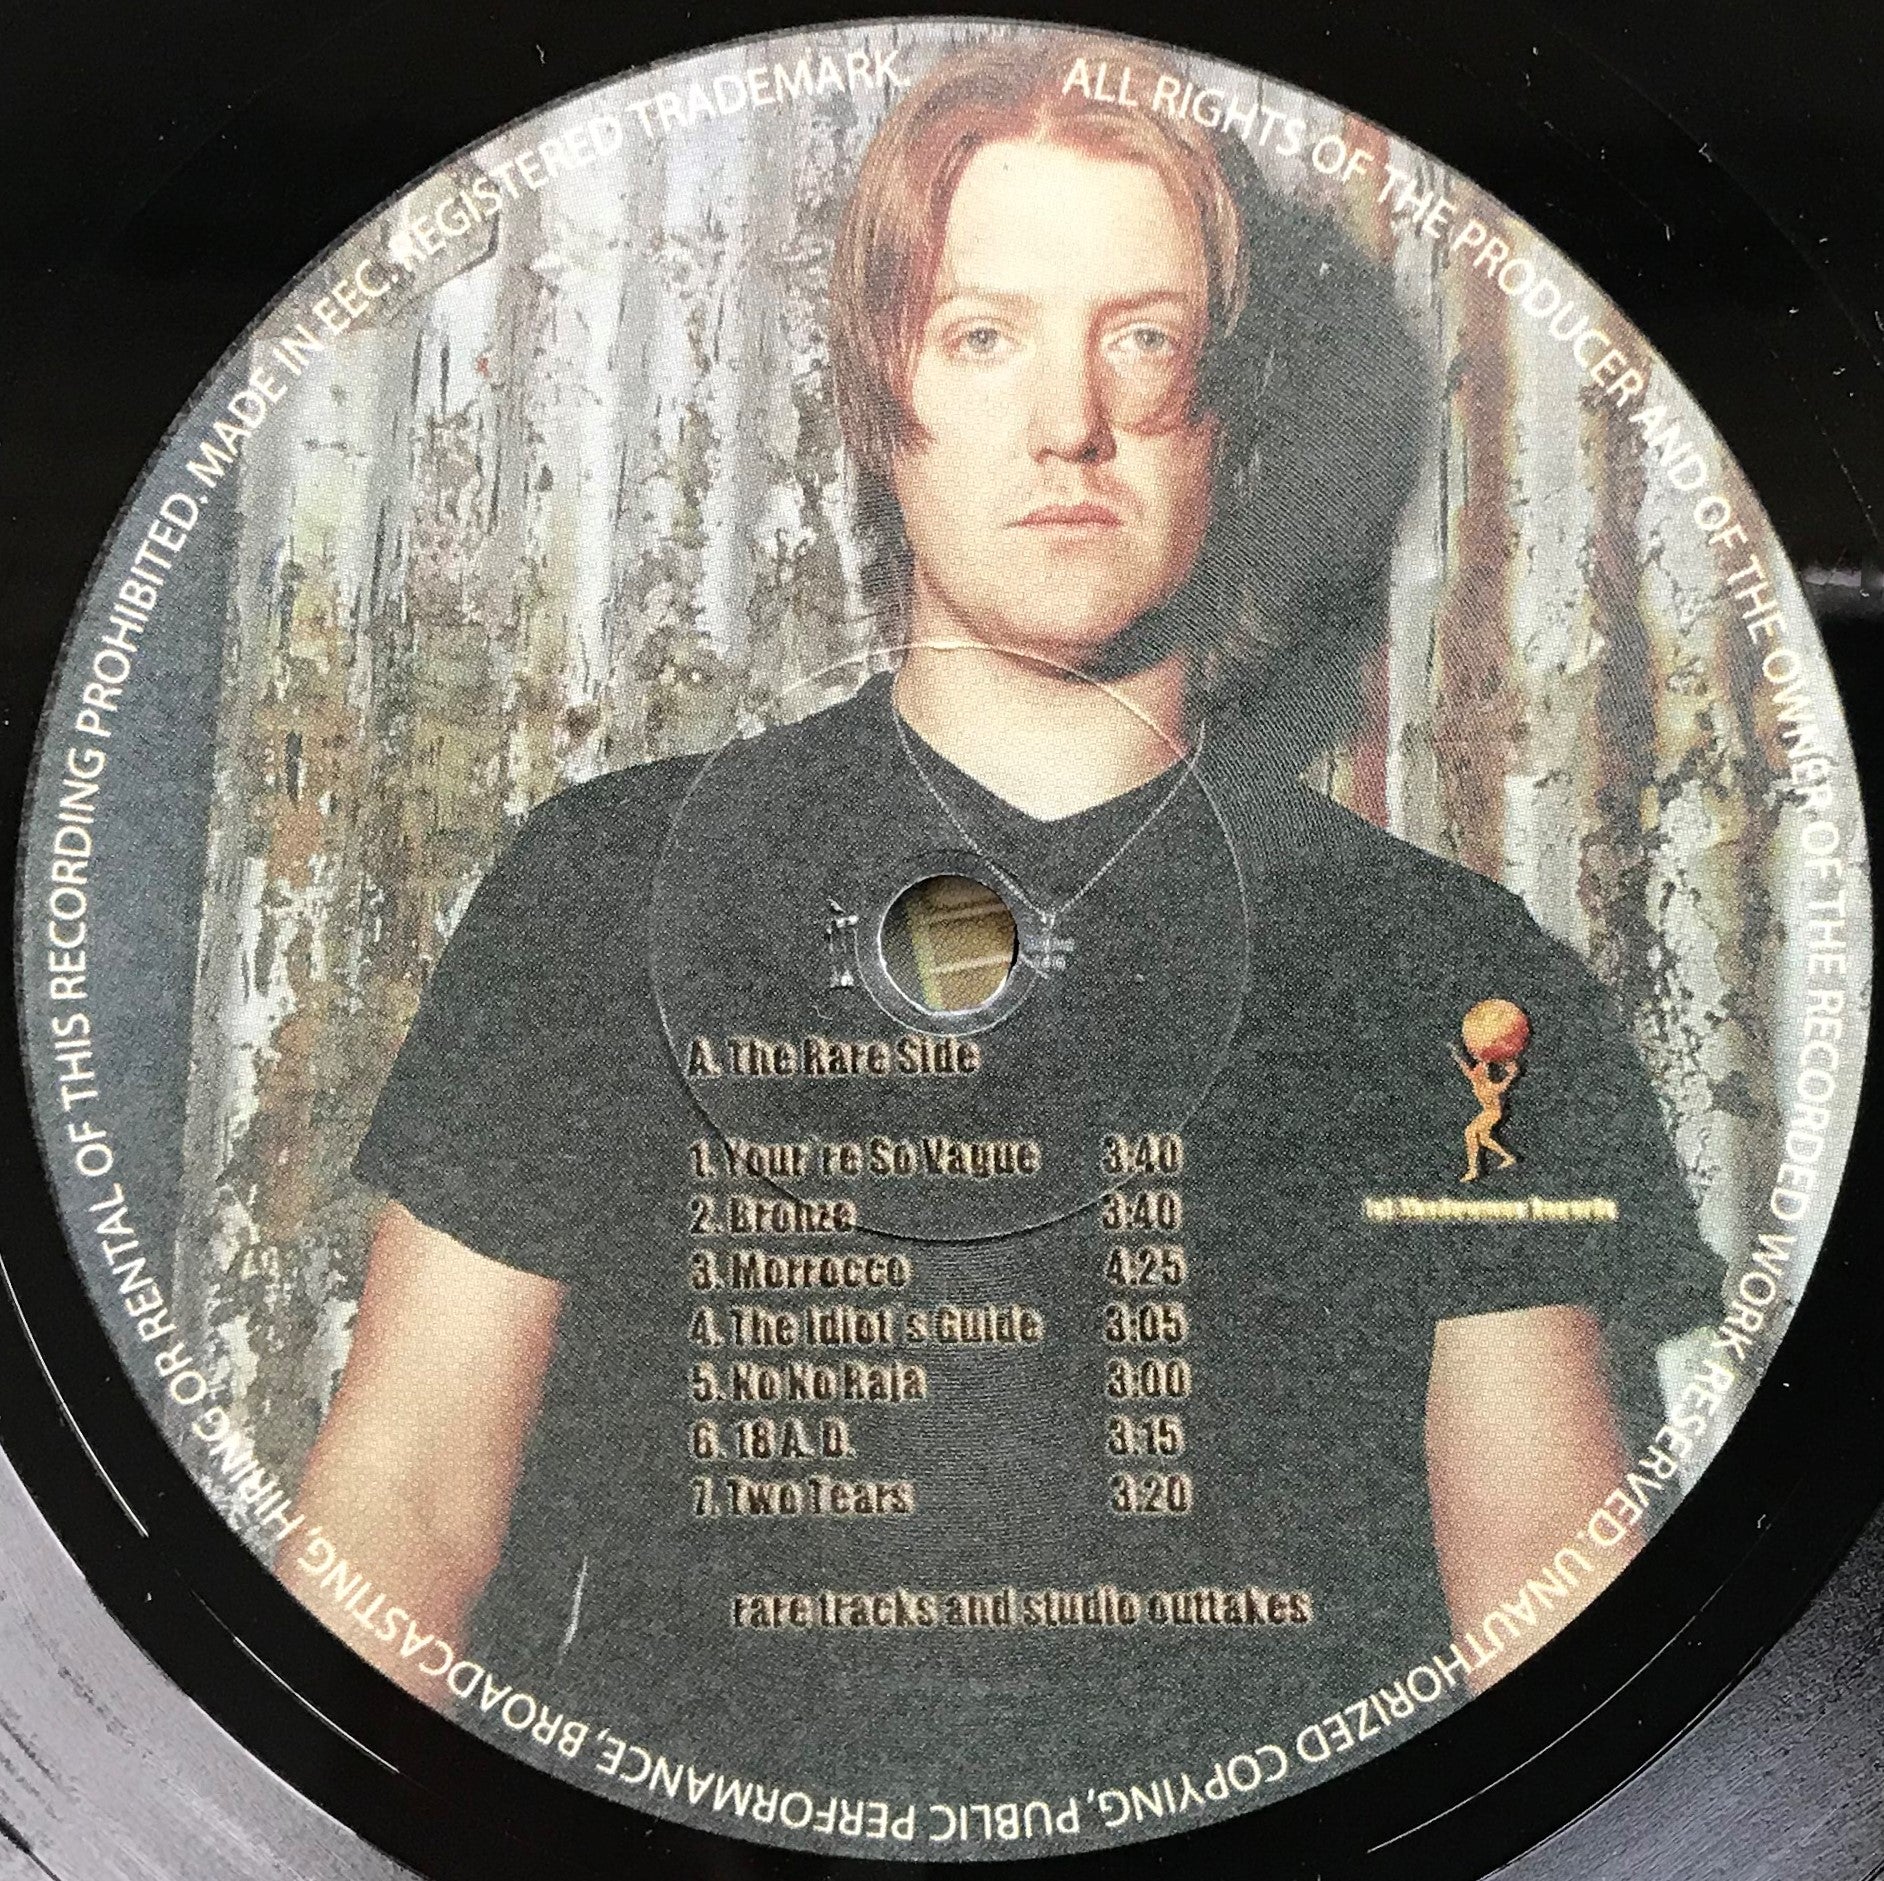 ALL RIGHTS OF THE PRODUCER AND OF THE OWNER OF THE RECORDED WORK RESERVED. UNAUTHORIZED COPYING, PUBLIC PERFORMANCE, BROADCASTING, HIRING OR RENTAL OF THIS RECORDING PROHIBITED. MADE IN EEC. REGISTERED TRADEMARK.
A. The Rare Side
1. Your´re So Vague 3:40
2. Bronze 3:40
3. Morrocco 4:25
4. The Idiot´s Guide 3:05
5. Ko Ko Raja 3:00
6. 18 A. D. 3:15
7. Two Tears 3:20
rare tracks and studio outtakes